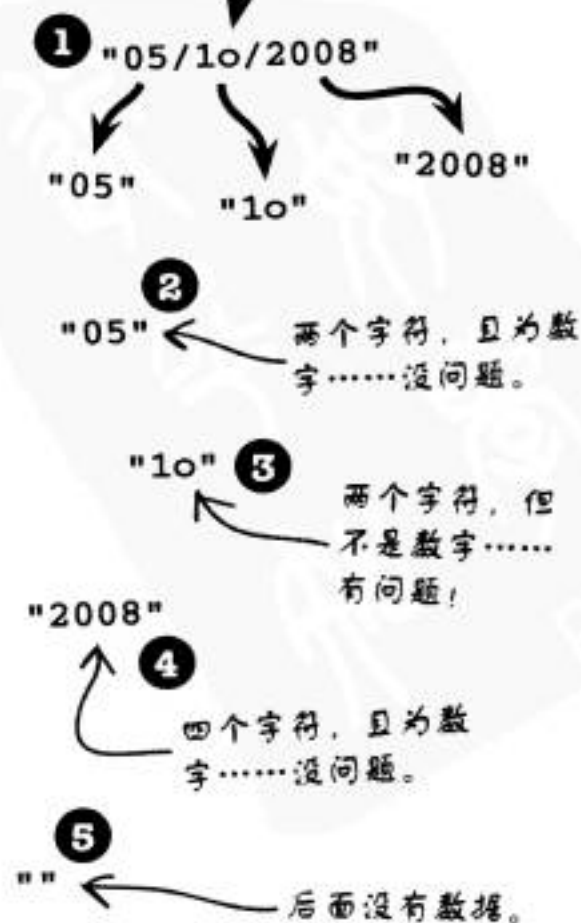 1 "05/1o/2008"
"05" "1o" "2008"
2
"05" 两个字符，且为数
字……没问题。
"1o" 3
两个字符，但
不是数字……
有问题！
"2008"
4
四个字符，且为数
字……没问题。
5
"" 后面没有数据。